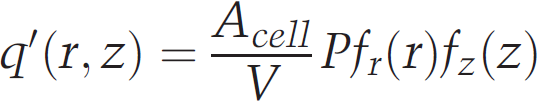 $q'(r, z) = \frac{A_{cell}}{V} P f_r(r) f_z(z)$